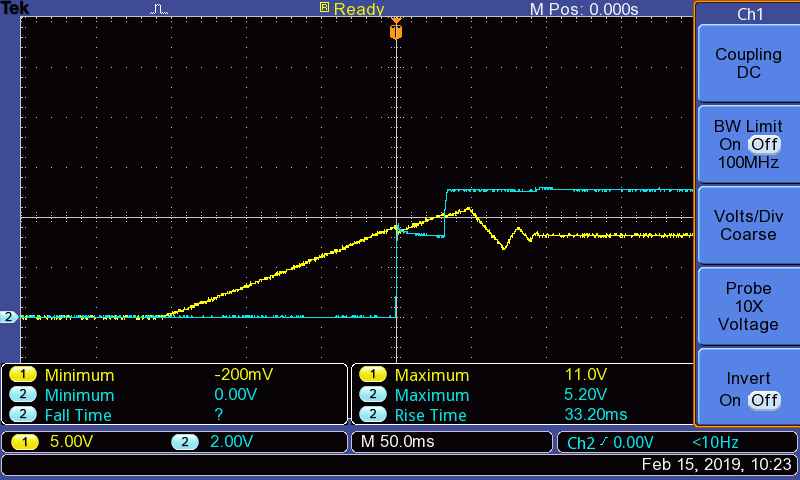 Tek
R Ready
M Pos: 0.000s
Ch1
T
Coupling
DC
BW Limit
On Off
100MHz
Volts/Div
Coarse
Probe
10X
Voltage
Invert
On Off
2
1 Minimum -200mV
2 Minimum 0.00V
2 Fall Time ?
1 Maximum 11.0V
2 Maximum 5.20V
2 Rise Time 33.20ms
1 5.00V 2 2.00V
M 50.0ms
Ch2 0.00V <10Hz
Feb 15, 2019, 10:23